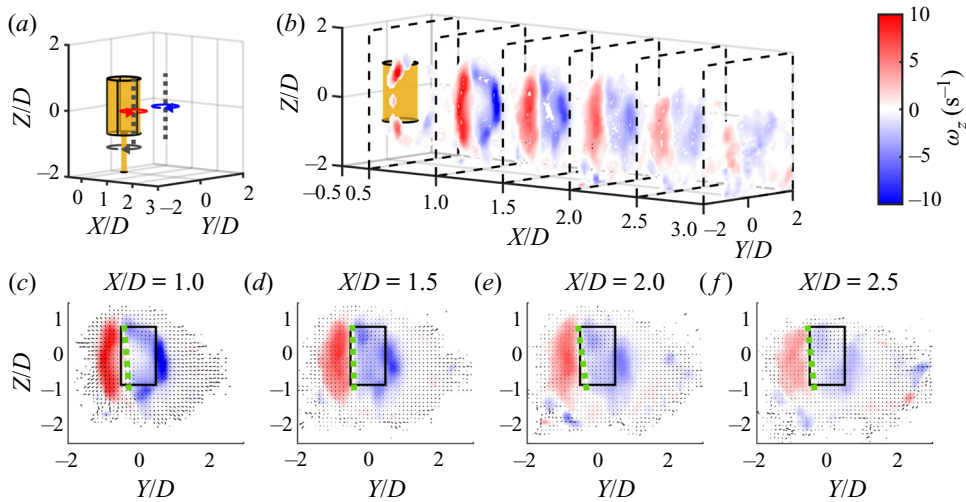 (a)
2
0
−2
Z/D
0
1
2
3
X/D
−2
0
2
Y/D
(b)
2
0
−2
Z/D
−0.5
0.5
1.0
1.5
2.0
2.5
3.0
X/D
−2
0
2
Y/D
10
5
0
−5
−10
ω_z (s⁻¹)
(c) X/D = 1.0
(d) X/D = 1.5
(e) X/D = 2.0
(f) X/D = 2.5
1
0
−1
−2
Z/D
−2 0 2
Y/D
1
0
−1
−2
−2 0 2
Y/D
1
0
−1
−2
−2 0 2
Y/D
1
0
−1
−2
−2 0 2
Y/D